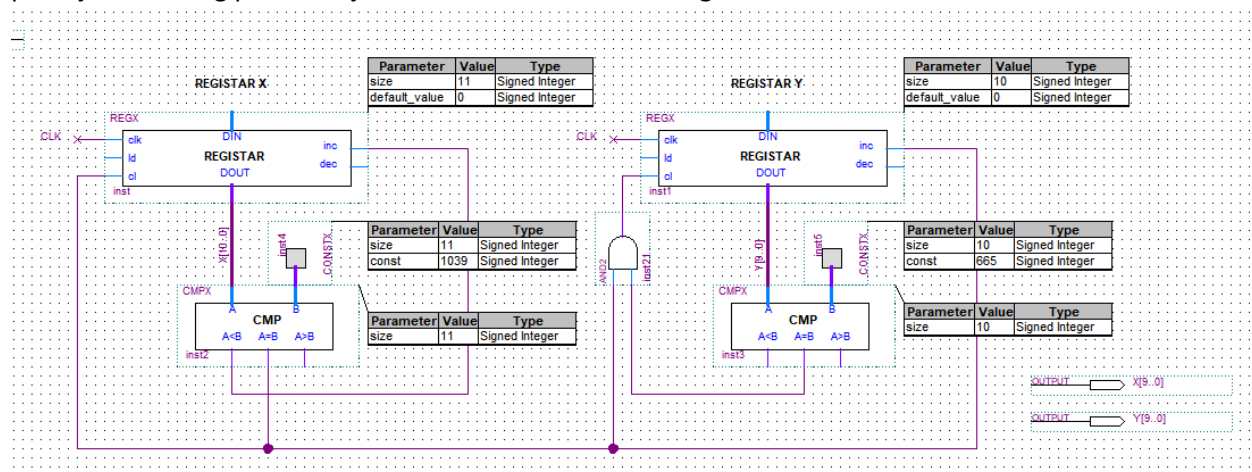 REGISTAR X
Parameter Value Type
size 11 Signed Integer
default_value 0 Signed Integer
REGISTAR Y
Parameter Value Type
size 10 Signed Integer
default_value 0 Signed Integer
REGX
CLK
clk
ld
cl
DIN
REGISTAR
DOUT
inc
dec
inst
REGX
CLK
clk
ld
cl
DIN
REGISTAR
DOUT
inc
dec
inst1
X[10..0]
inst4
CONSTX
Parameter Value Type
size 11 Signed Integer
const 1039 Signed Integer
AND2
inst21
Y[9..0]
inst5
CONSTX
Parameter Value Type
size 10 Signed Integer
const 665 Signed Integer
CMPX
A
B
CMP
A<B A=B A>B
inst2
Parameter Value Type
size 11 Signed Integer
CMPX
A
B
CMP
A<B A=B A>B
inst3
Parameter Value Type
size 10 Signed Integer
OUTPUT X[9..0]
OUTPUT Y[9..0]